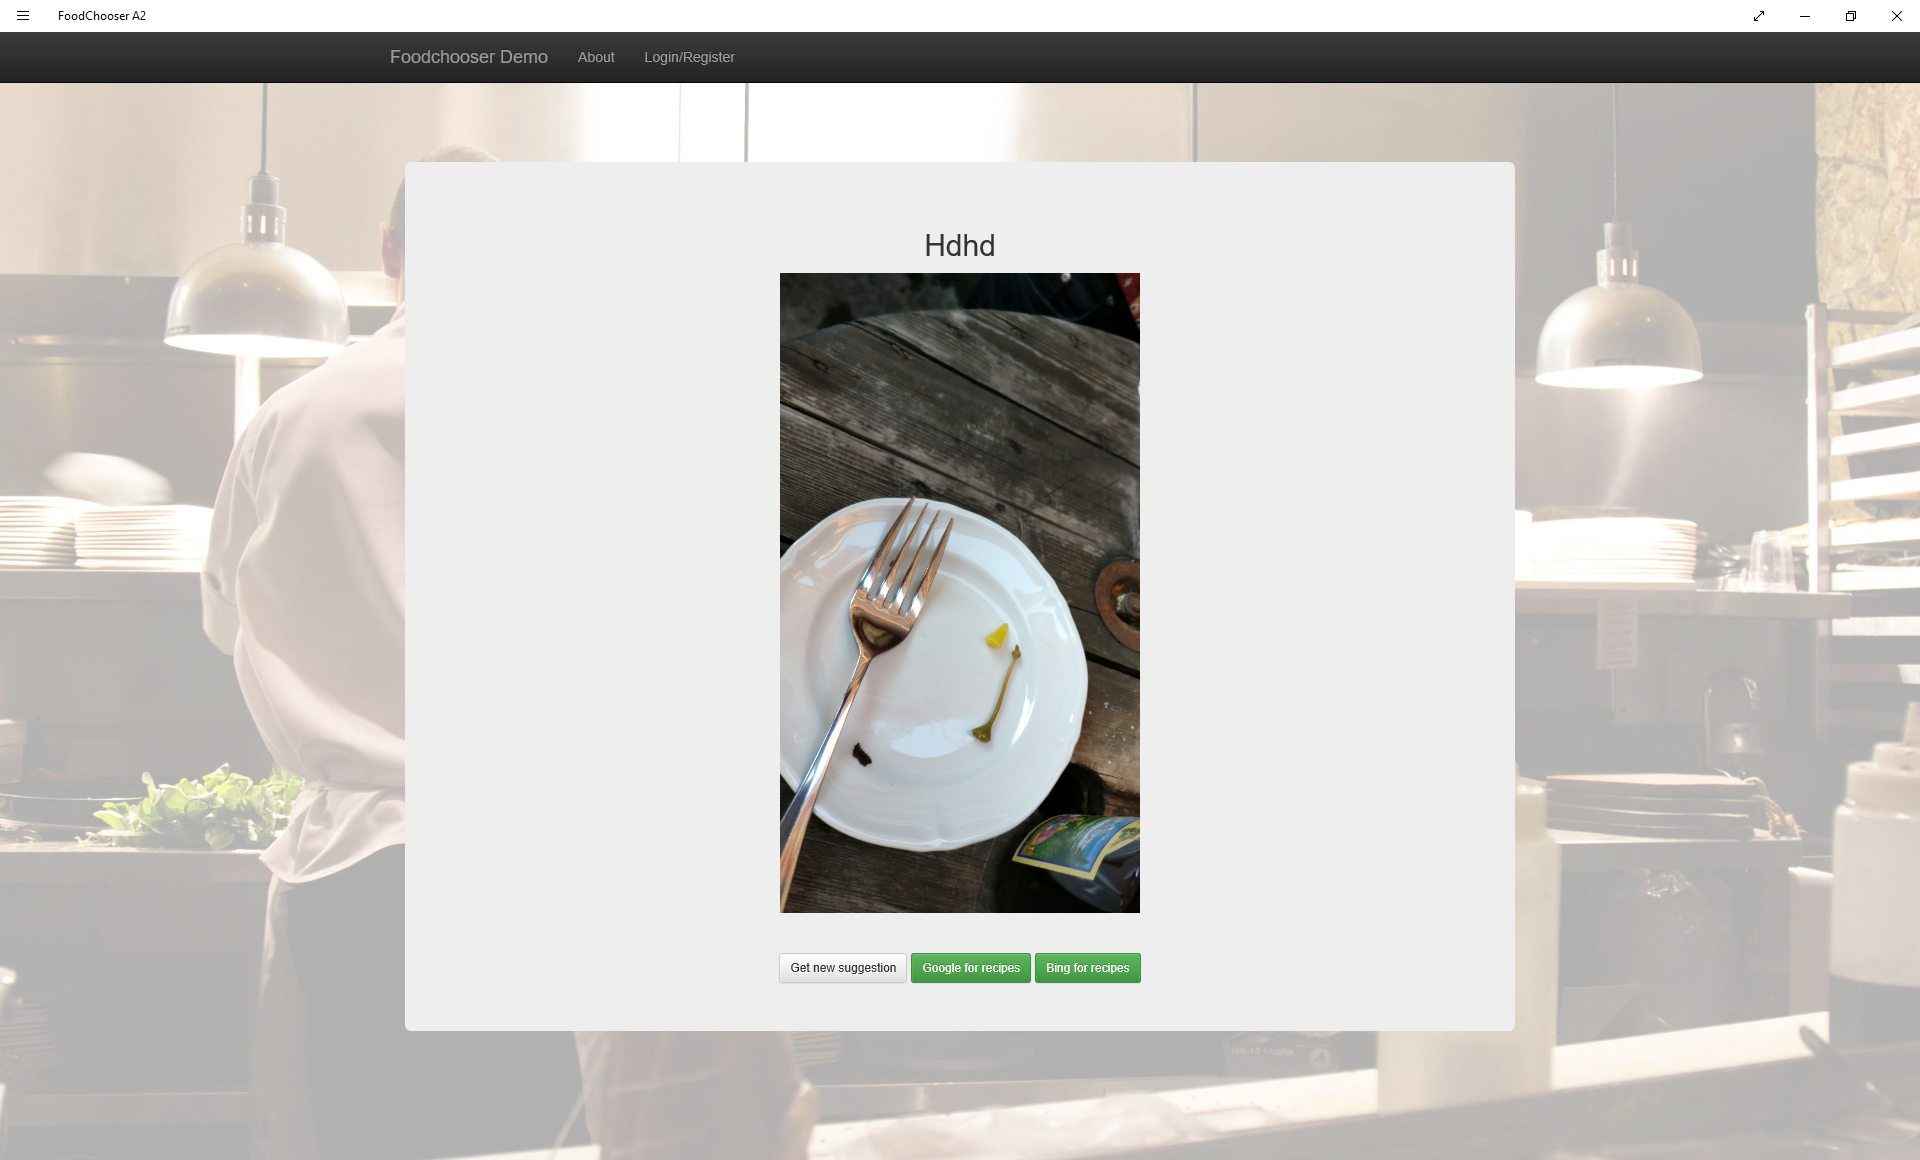 FoodChooser A2
Foodchooser Demo About Login/Register
Hdhd
Get new suggestion Google for recipes Bing for recipes